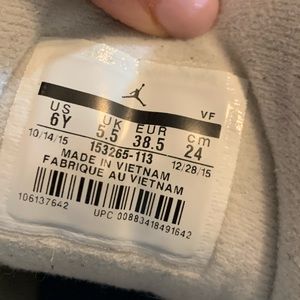 VF
US UK EUR cm
6Y 5.5 38.5 24
10/14/15 153265-113 12/28/15
MADE IN VIETNAM
FABRIQUE AU VIETNAM
106137642
UPC 00883418491642